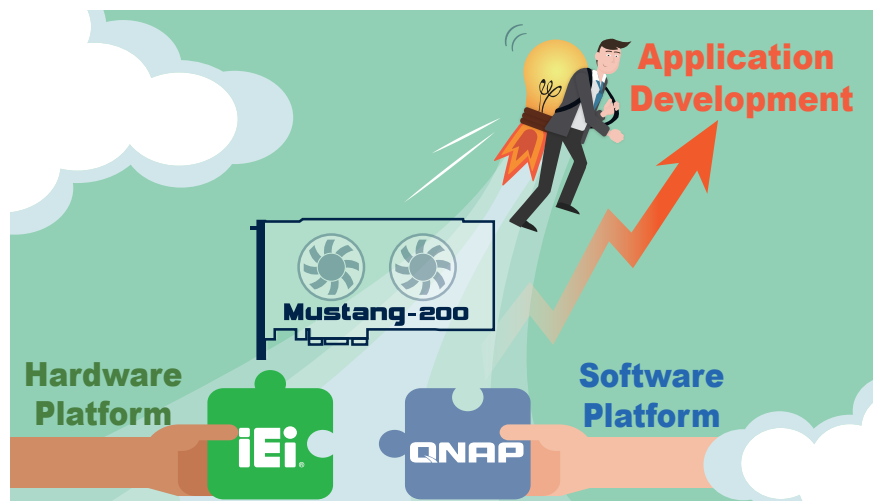 Application
Development
Mustang-200
Hardware
Platform
Software
Platform
iEi®
QNAP